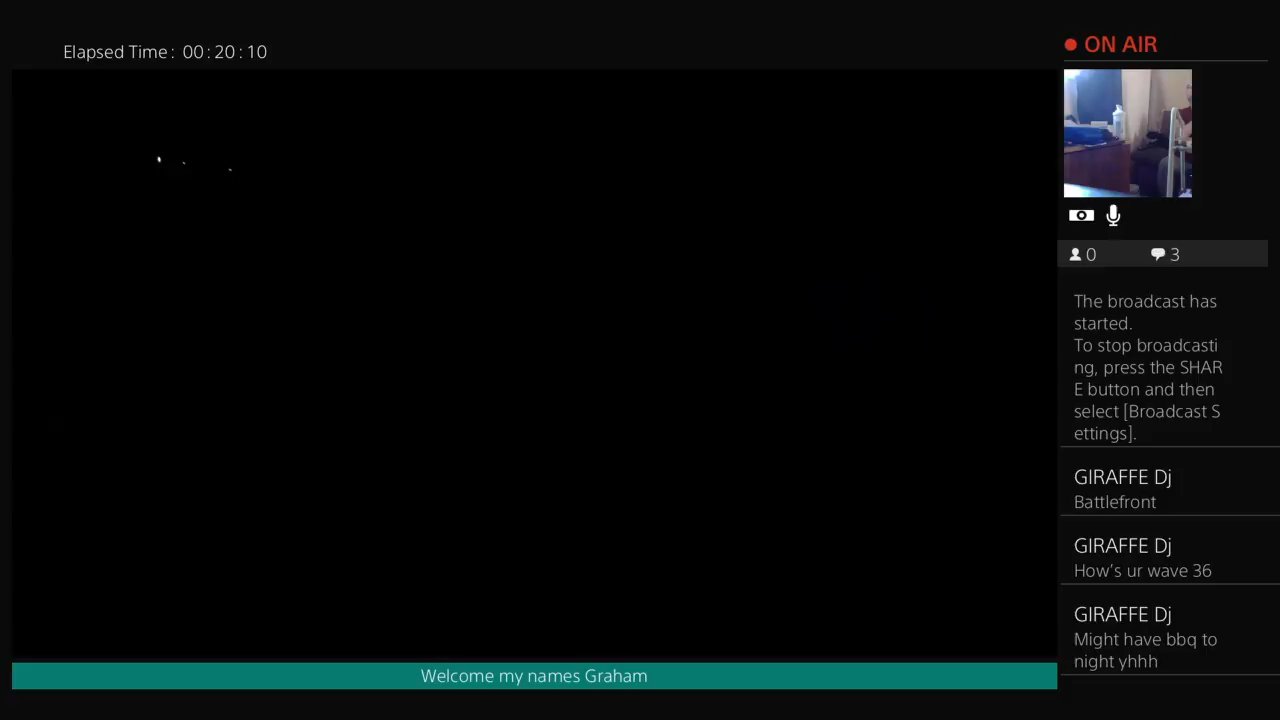 Elapsed Time: 00:20:10
ON AIR
0 3
The broadcast has
started.
To stop broadcasti
ng, press the SHAR
E button and then
select [Broadcast S
ettings].
GIRAFFE Dj
Battlefront
GIRAFFE Dj
How's ur wave 36
GIRAFFE Dj
Might have bbq to
night yhhh
Welcome my names Graham